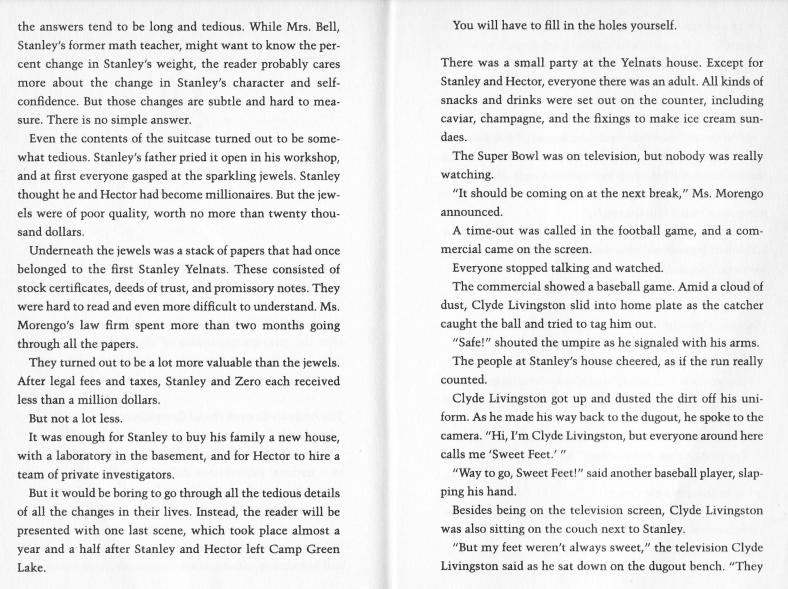 the answers tend to be long and tedious. While Mrs. Bell,
Stanley's former math teacher, might want to know the per-
cent change in Stanley's weight, the reader probably cares
more about the change in Stanley's character and self-
confidence. But those changes are subtle and hard to mea-
sure. There is no simple answer.
Even the contents of the suitcase turned out to be some-
what tedious. Stanley's father pried it open in his workshop,
and at first everyone gasped at the sparkling jewels. Stanley
thought he and Hector had become millionaires. But the jew-
els were of poor quality, worth no more than twenty thou-
sand dollars.
Underneath the jewels was a stack of papers that had once
belonged to the first Stanley Yelnats. These consisted of
stock certificates, deeds of trust, and promissory notes. They
were hard to read and even more difficult to understand. Ms.
Morengo's law firm spent more than two months going
through all the papers.
They turned out to be a lot more valuable than the jewels.
After legal fees and taxes, Stanley and Zero each received
less than a million dollars.
But not a lot less.
It was enough for Stanley to buy his family a new house,
with a laboratory in the basement, and for Hector to hire a
team of private investigators.
But it would be boring to go through all the tedious details
of all the changes in their lives. Instead, the reader will be
presented with one last scene, which took place almost a
year and a half after Stanley and Hector left Camp Green
Lake.
You will have to fill in the holes yourself.
There was a small party at the Yelnats house. Except for
Stanley and Hector, everyone there was an adult. All kinds of
snacks and drinks were set out on the counter, including
caviar, champagne, and the fixings to make ice cream sun-
daes.
The Super Bowl was on television, but nobody was really
watching.
"It should be coming on at the next break," Ms. Morengo
announced.
A time-out was called in the football game, and a com-
mercial came on the screen.
Everyone stopped talking and watched.
The commercial showed a baseball game. Amid a cloud of
dust, Clyde Livingston slid into home plate as the catcher
caught the ball and tried to tag him out.
"Safe!" shouted the umpire as he signaled with his arms.
The people at Stanley's house cheered, as if the run really
counted.
Clyde Livingston got up and dusted the dirt off his uni-
form. As he made his way back to the dugout, he spoke to the
camera. "Hi, I'm Clyde Livingston, but everyone around here
calls me 'Sweet Feet.' "
"Way to go, Sweet Feet!" said another baseball player, slap-
ping his hand.
Besides being on the television screen, Clyde Livingston
was also sitting on the couch next to Stanley.
"But my feet weren't always sweet," the television Clyde
Livingston said as he sat down on the dugout bench. "They